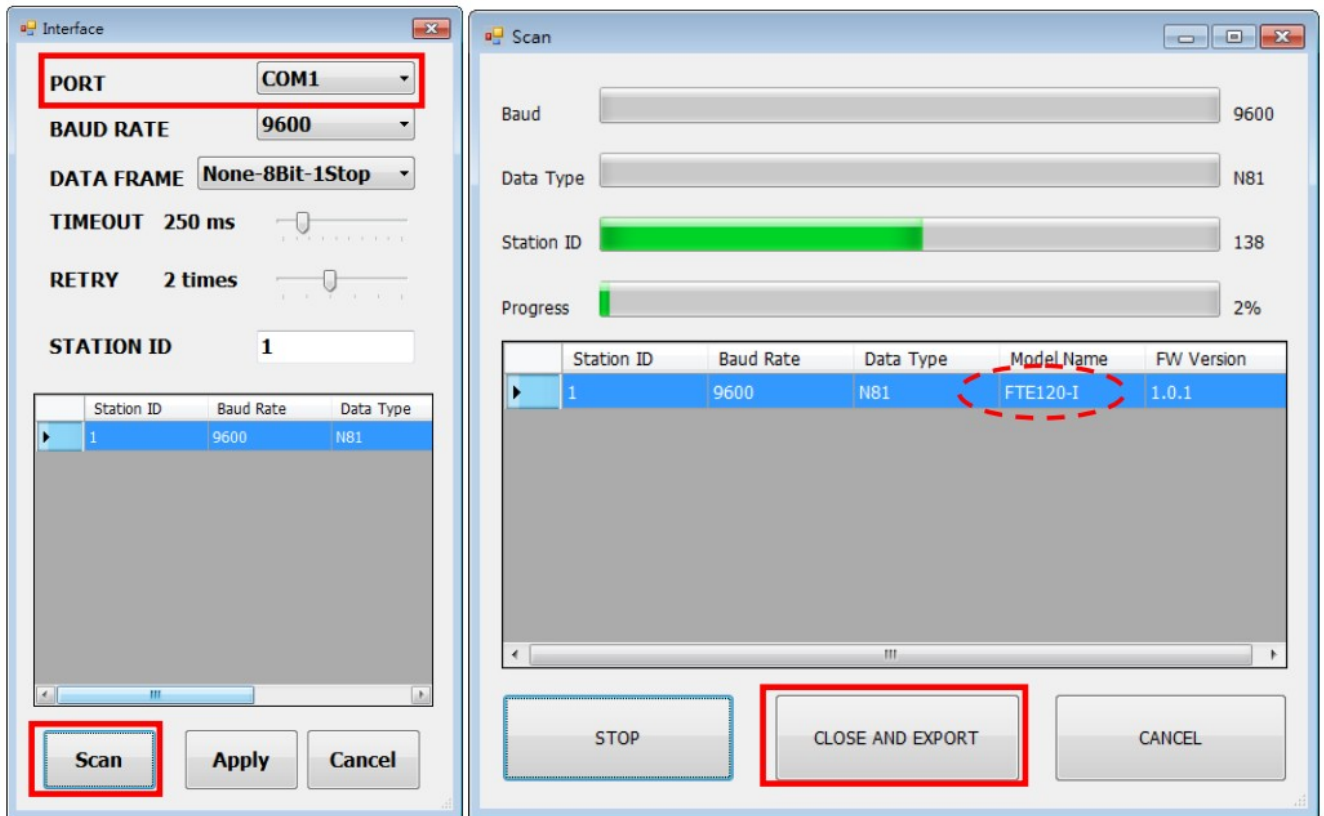 Interface
PORT COM1
BAUD RATE 9600
DATA FRAME None-8Bit-1Stop
TIMEOUT 250 ms
RETRY 2 times
STATION ID 1
Station ID Baud Rate Data Type
1 9600 N81
Scan Apply Cancel
Scan
Baud 9600
Data Type N81
Station ID 138
Progress 2%
Station ID Baud Rate Data Type Model Name FW Version
1 9600 N81 FTE120-I 1.0.1
STOP CLOSE AND EXPORT CANCEL